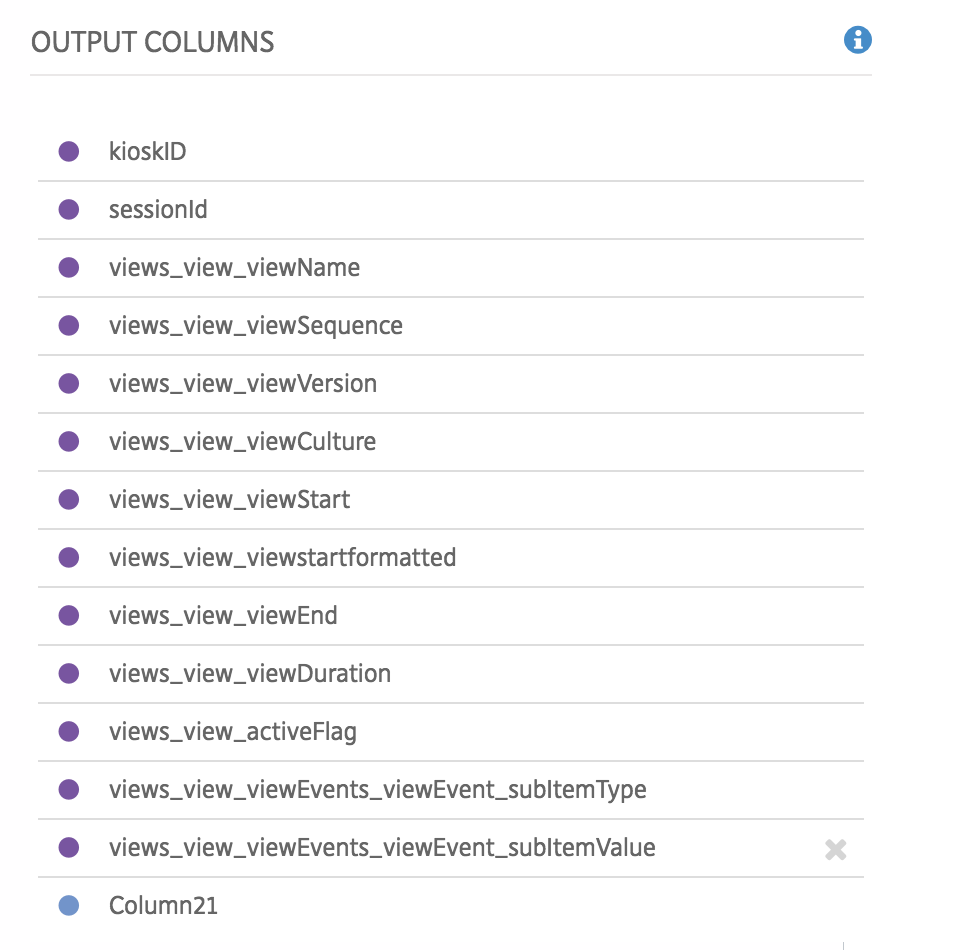 OUTPUT COLUMNS
kioskID
sessionId
views_view_viewName
views_view_viewSequence
views_view_viewVersion
views_view_viewCulture
views_view_viewStart
views_view_viewstartformatted
views_view_viewEnd
views_view_viewDuration
views_view_activeFlag
views_view_viewEvents_viewEvent_subItemType
views_view_viewEvents_viewEvent_subItemValue
Column21